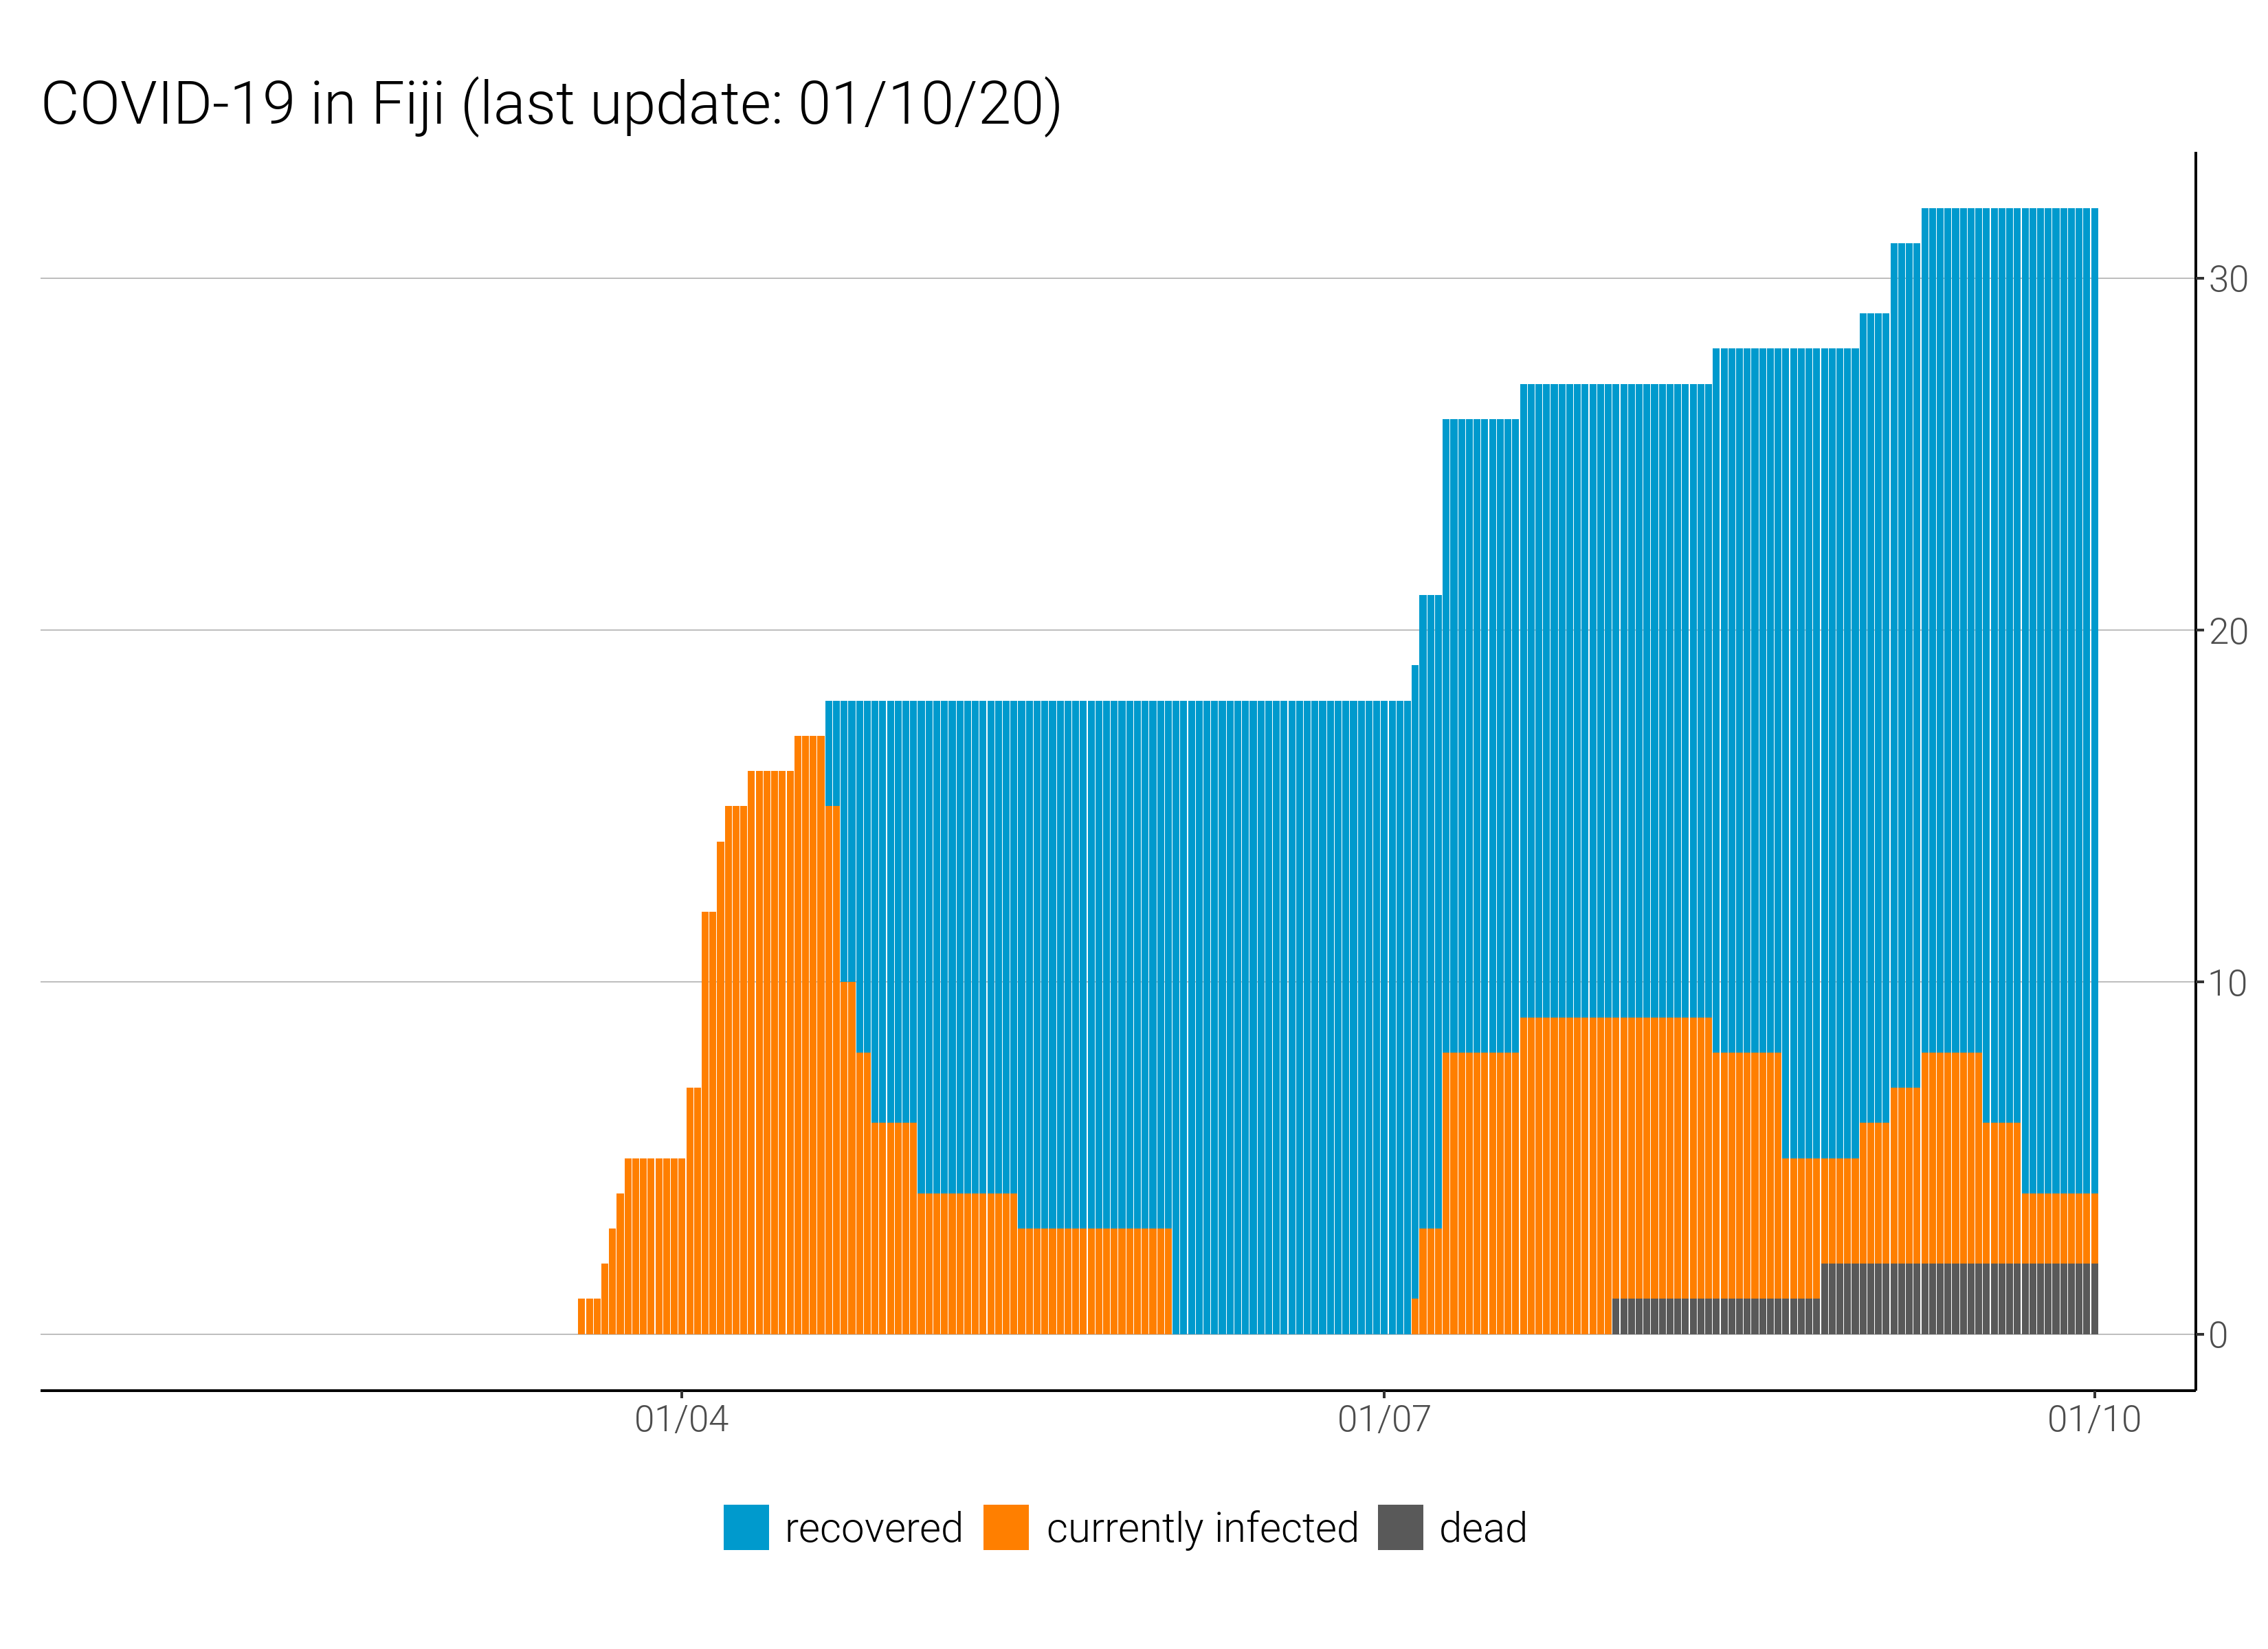 COVID-19 in Fiji (last update: 01/10/20)
30
20
10
0
01/04 01/07 01/10
recovered currently infected dead